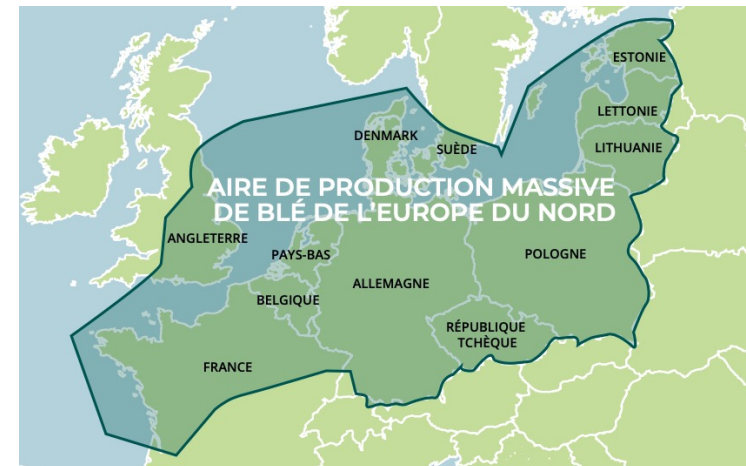 ESTONIE
LETTONIE
DENMARK
SUÈDE
LITHUANIE
AIRE DE PRODUCTION MASSIVE
DE BLÉ DE L'EUROPE DU NORD
ANGLETERRE
PAYS-BAS
POLOGNE
ALLEMAGNE
BELGIQUE
RÉPUBLIQUE
TCHÈQUE
FRANCE